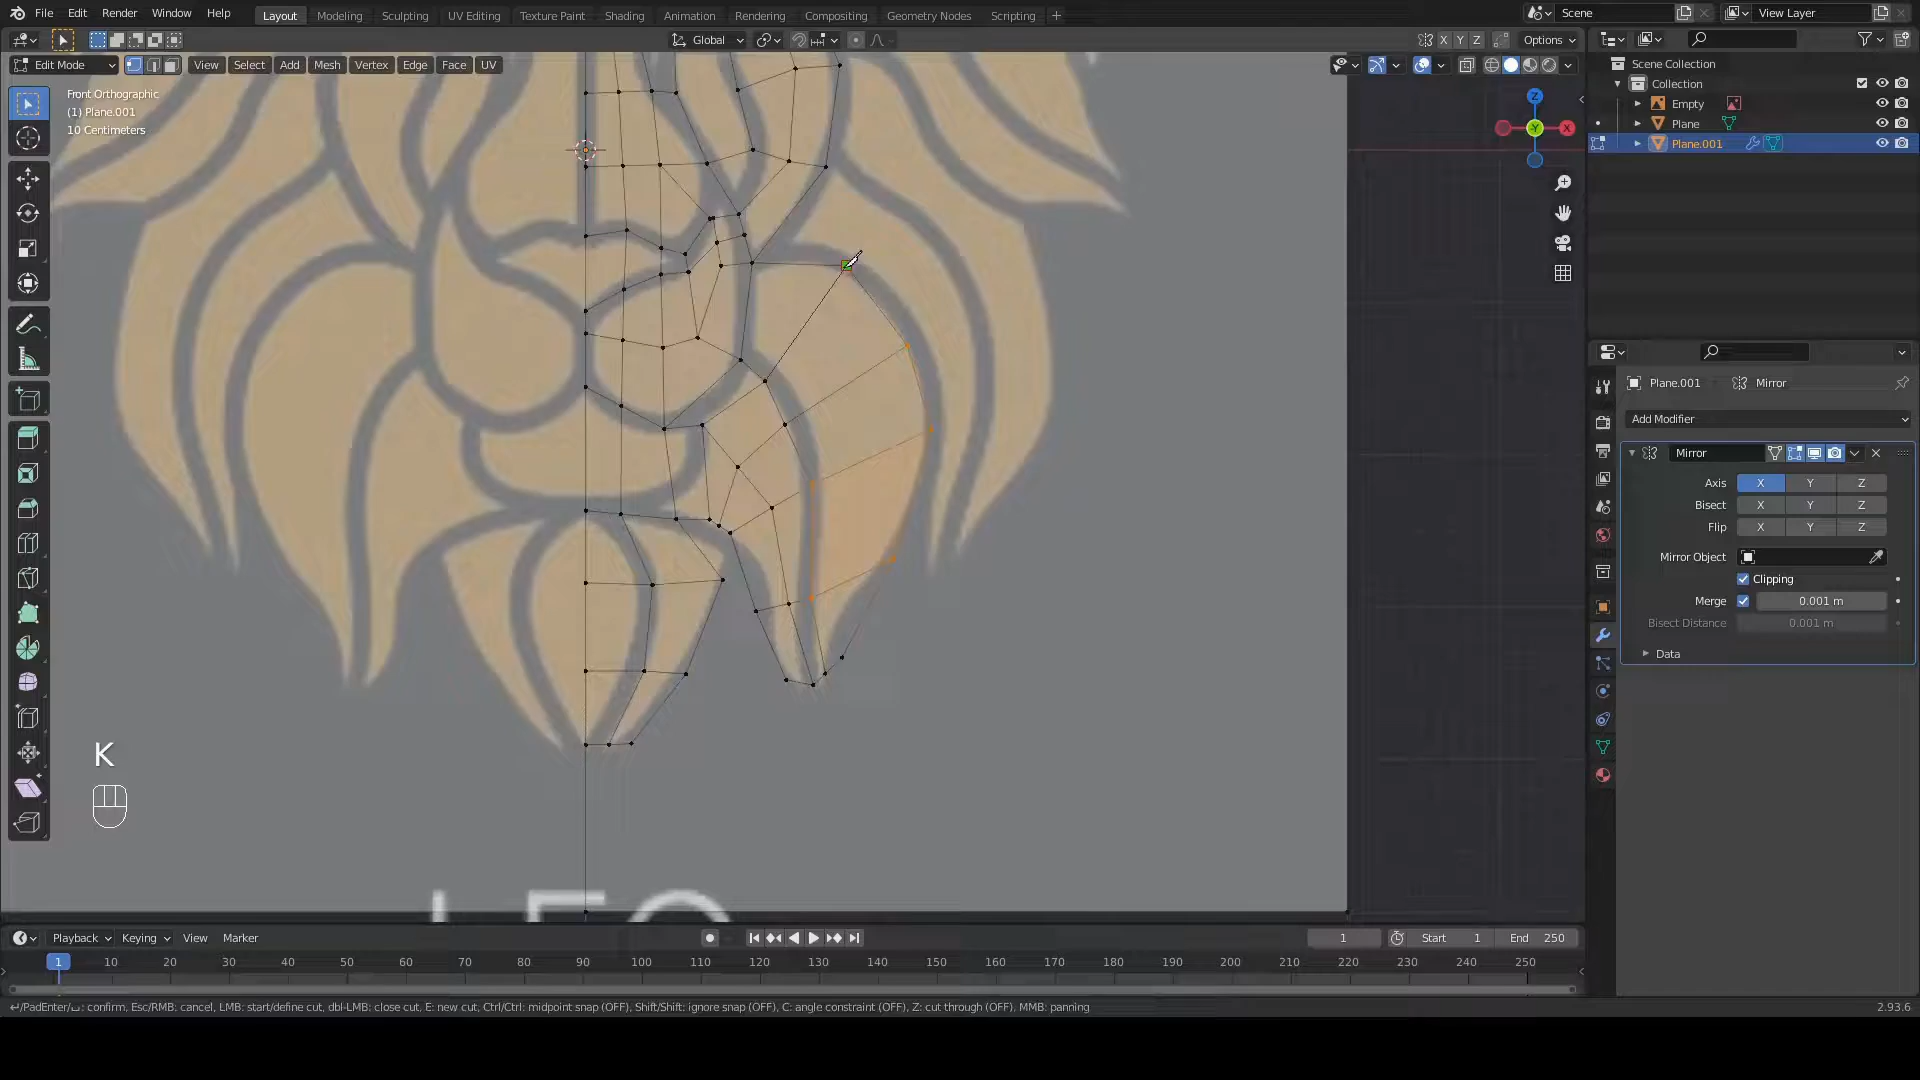 File Edit Render Window Help Layout Modeling Sculpting UV Editing Texture Paint Shading Animation Rendering Compositing Geometry Nodes Scripting + Scene View Layer
Global X Y Z Options
Edit Mode View Select Add Mesh Vertex Edge Face UV
Front Orthographic
(1) Plane.001
10 Centimeters
Z
Y
X
Scene Collection
Collection
Empty
Plane
Plane.001
Plane.001 Mirror
Add Modifier
Mirror
Axis X Y Z
Bisect X Y Z
Flip X Y Z
Mirror Object
Clipping
Merge 0.001 m
Bisect Distance 0.001 m
Data
K
LEO
Playback Keying View Marker 1 Start 1 End 250
1 10 20 30 40 50 60 70 80 90 100 110 120 130 140 150 160 170 180 190 200 210 220 230 240 250
/PadEnter/: confirm, Esc/RMB: cancel, LMB: start/define cut, dbl-LMB: close cut, E: new cut, Ctrl/Ctrl: midpoint snap (OFF), Shift/Shift: ignore snap (OFF), C: angle constraint (OFF), Z: cut through (OFF), MMB: panning 2.93.6